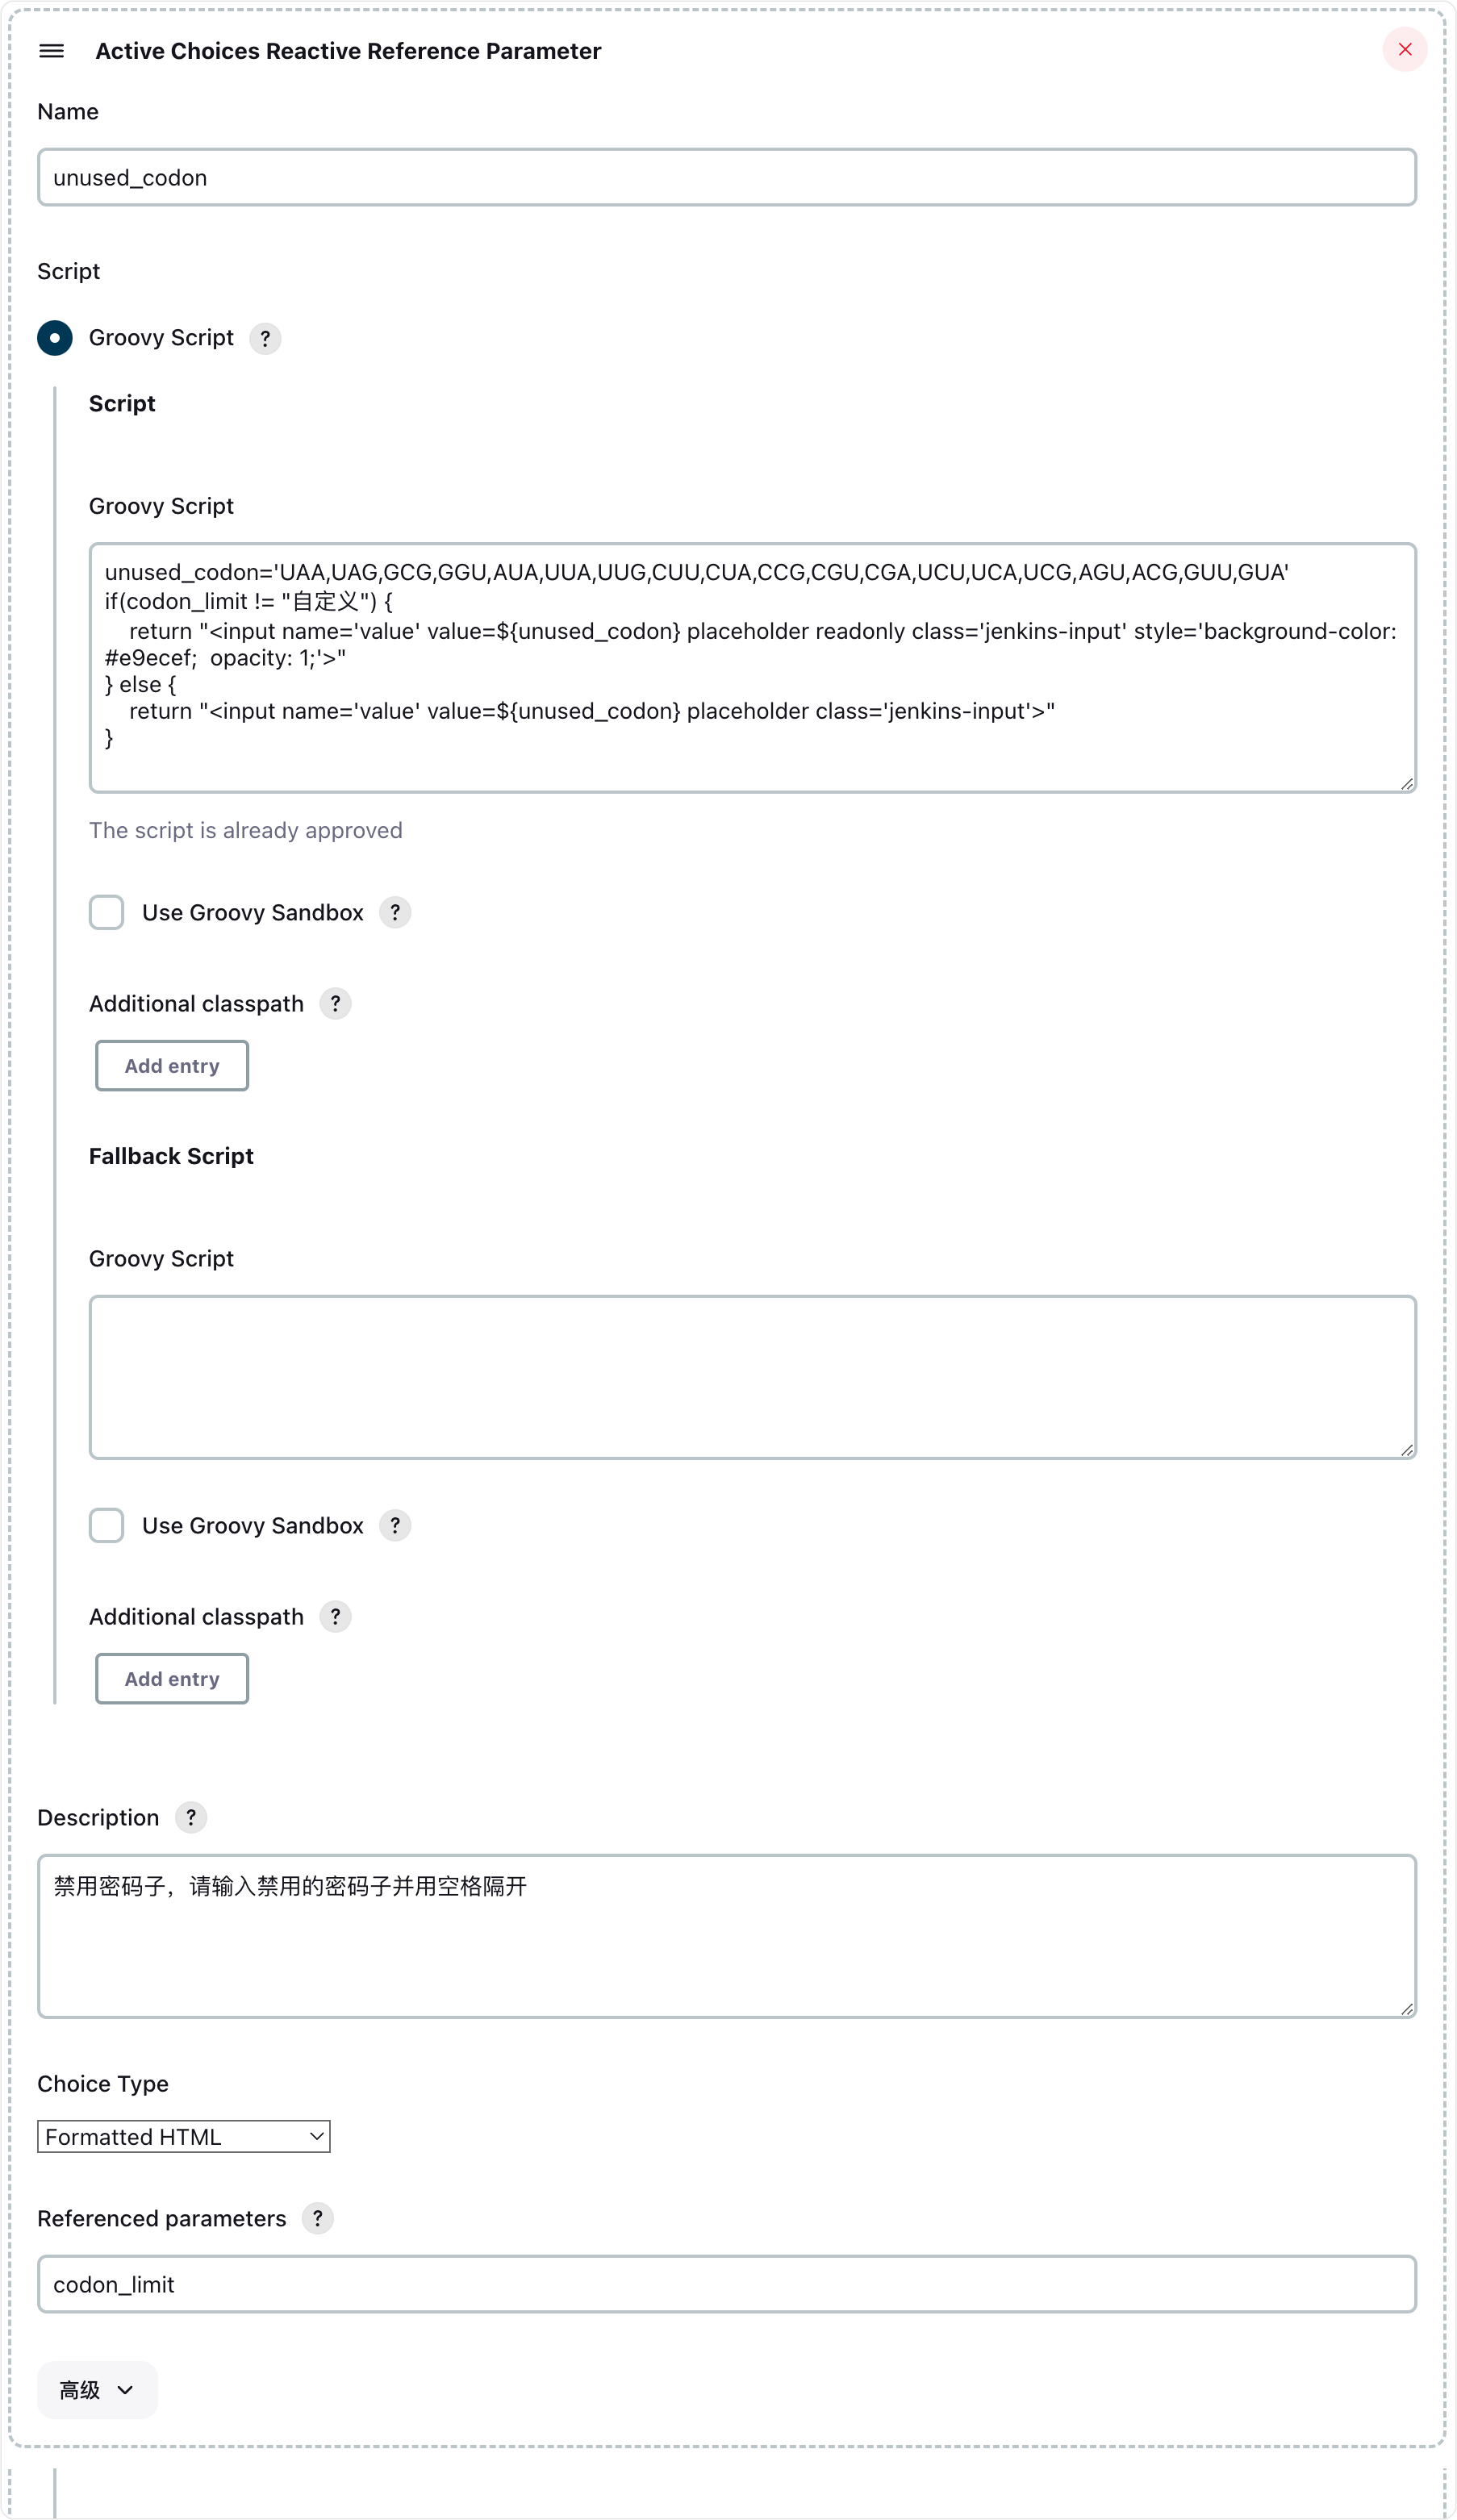 Active Choices Reactive Reference Parameter
Name
unused_codon
Script
Groovy Script ?
Script
Groovy Script
unused_codon='UAA,UAG,GCG,GGU,AUA,UUA,UUG,CUU,CUA,CCG,CGU,CGA,UCU,UCA,UCG,AGU,ACG,GUU,GUA'
if(codon_limit != "自定义") {
    return "<input name='value' value=${unused_codon} placeholder readonly class='jenkins-input' style='background-color:
#e9ecef;  opacity: 1;'>"
} else {
    return "<input name='value' value=${unused_codon} placeholder class='jenkins-input'>"
}
The script is already approved
Use Groovy Sandbox ?
Additional classpath ?
Add entry
Fallback Script
Groovy Script
Use Groovy Sandbox ?
Additional classpath ?
Add entry
Description ?
禁用密码子，请输入禁用的密码子并用空格隔开
Choice Type
Formatted HTML
Referenced parameters ?
codon_limit
高级